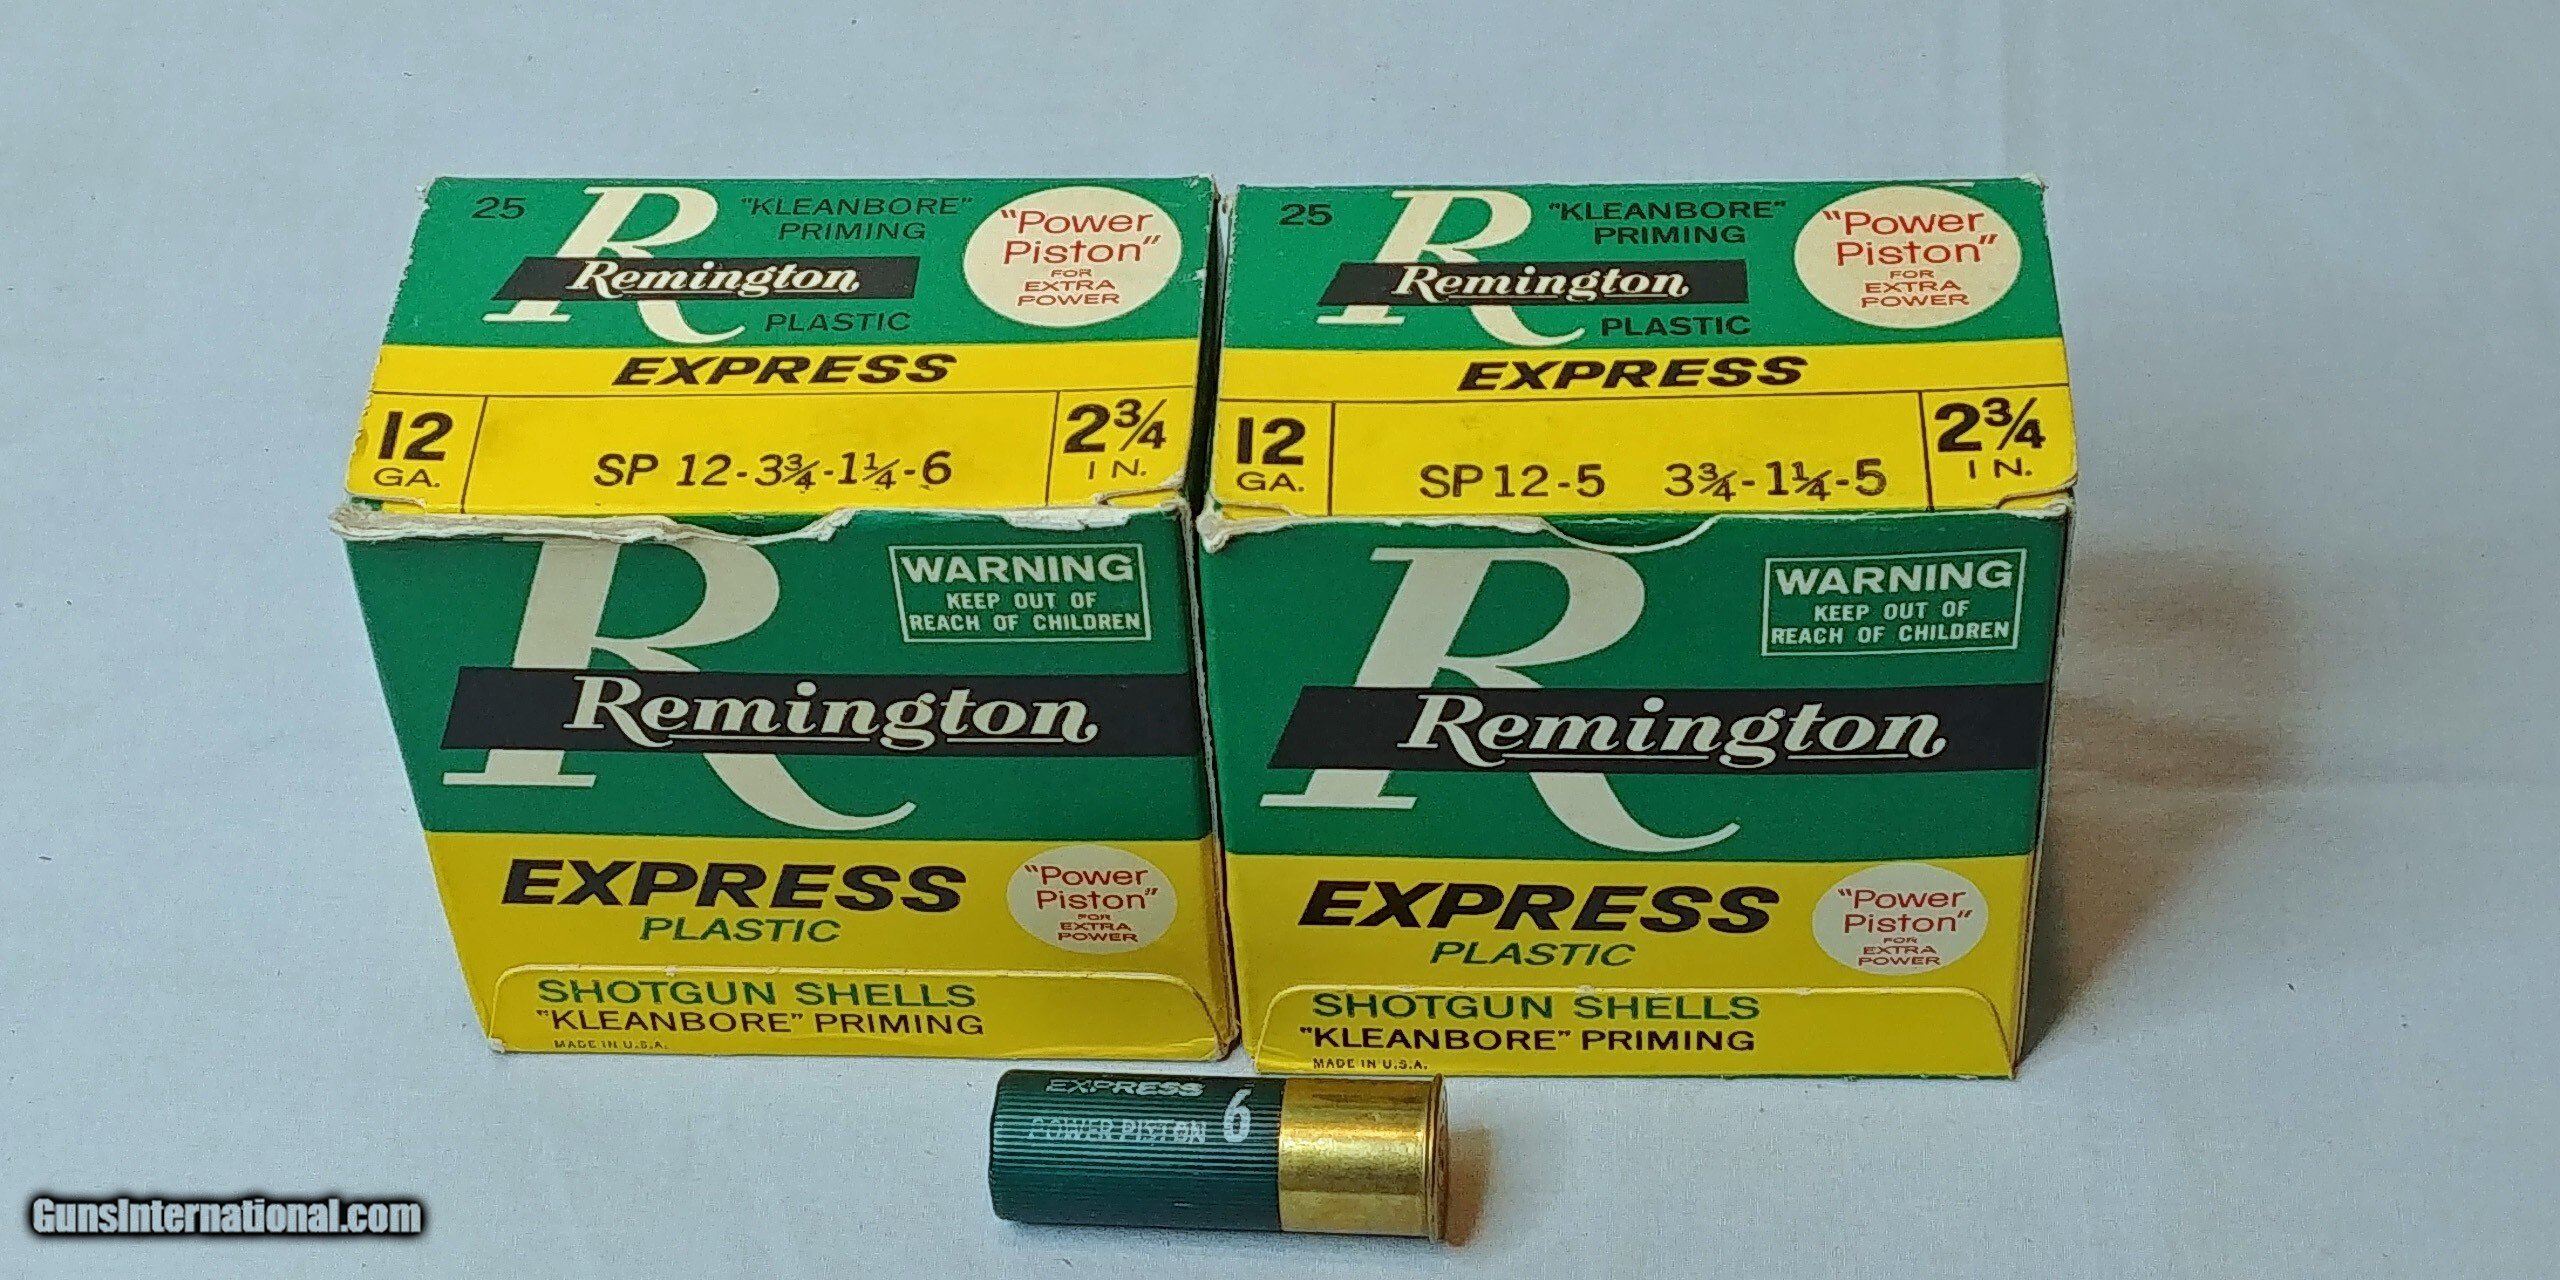 25
"KLEANBORE"
PRIMING
R
Remington
PLASTIC
"Power
Piston"
FOR
EXTRA
POWER
EXPRESS
12
GA.
SP 12-3¾-1¼-6
2¾
IN.
R
WARNING
KEEP OUT OF
REACH OF CHILDREN
Remington
EXPRESS
PLASTIC
"Power
Piston"
FOR
EXTRA
POWER
SHOTGUN SHELLS
"KLEANBORE" PRIMING
MADE IN U.S.A.
25
"KLEANBORE"
PRIMING
R
Remington
PLASTIC
"Power
Piston"
FOR
EXTRA
POWER
EXPRESS
12
GA.
SP 12-5 3¾-1¼-5
2¾
IN.
R
WARNING
KEEP OUT OF
REACH OF CHILDREN
Remington
EXPRESS
PLASTIC
"Power
Piston"
FOR
EXTRA
POWER
SHOTGUN SHELLS
"KLEANBORE" PRIMING
MADE IN U.S.A.
EXPRESS
POWER PISTON 6
GunsInternational.com